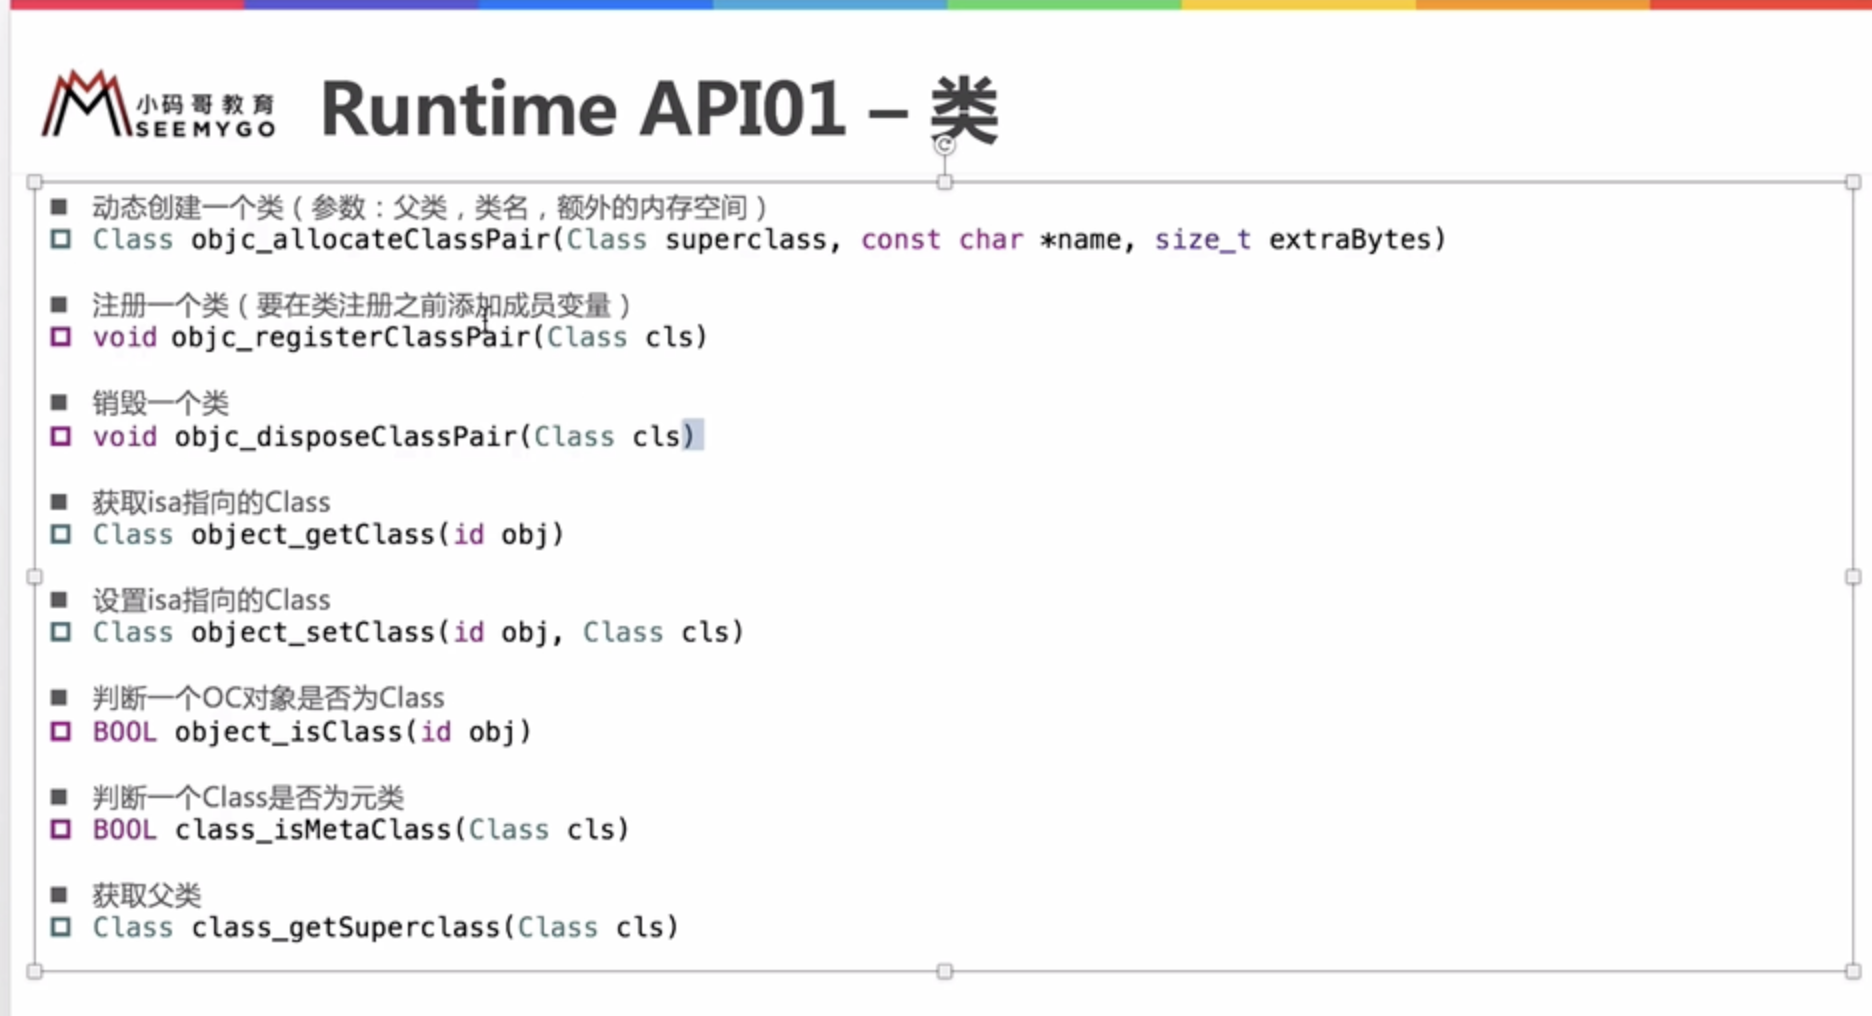 小码哥教育
SEEMYGO
Runtime API01 – 类
动态创建一个类（参数：父类，类名，额外的内存空间）
Class objc_allocateClassPair(Class superclass, const char *name, size_t extraBytes)
注册一个类（要在类注册之前添加成员变量）
void objc_registerClassPair(Class cls)
销毁一个类
void objc_disposeClassPair(Class cls)
获取isa指向的Class
Class object_getClass(id obj)
设置isa指向的Class
Class object_setClass(id obj, Class cls)
判断一个OC对象是否为Class
BOOL object_isClass(id obj)
判断一个Class是否为元类
BOOL class_isMetaClass(Class cls)
获取父类
Class class_getSuperclass(Class cls)